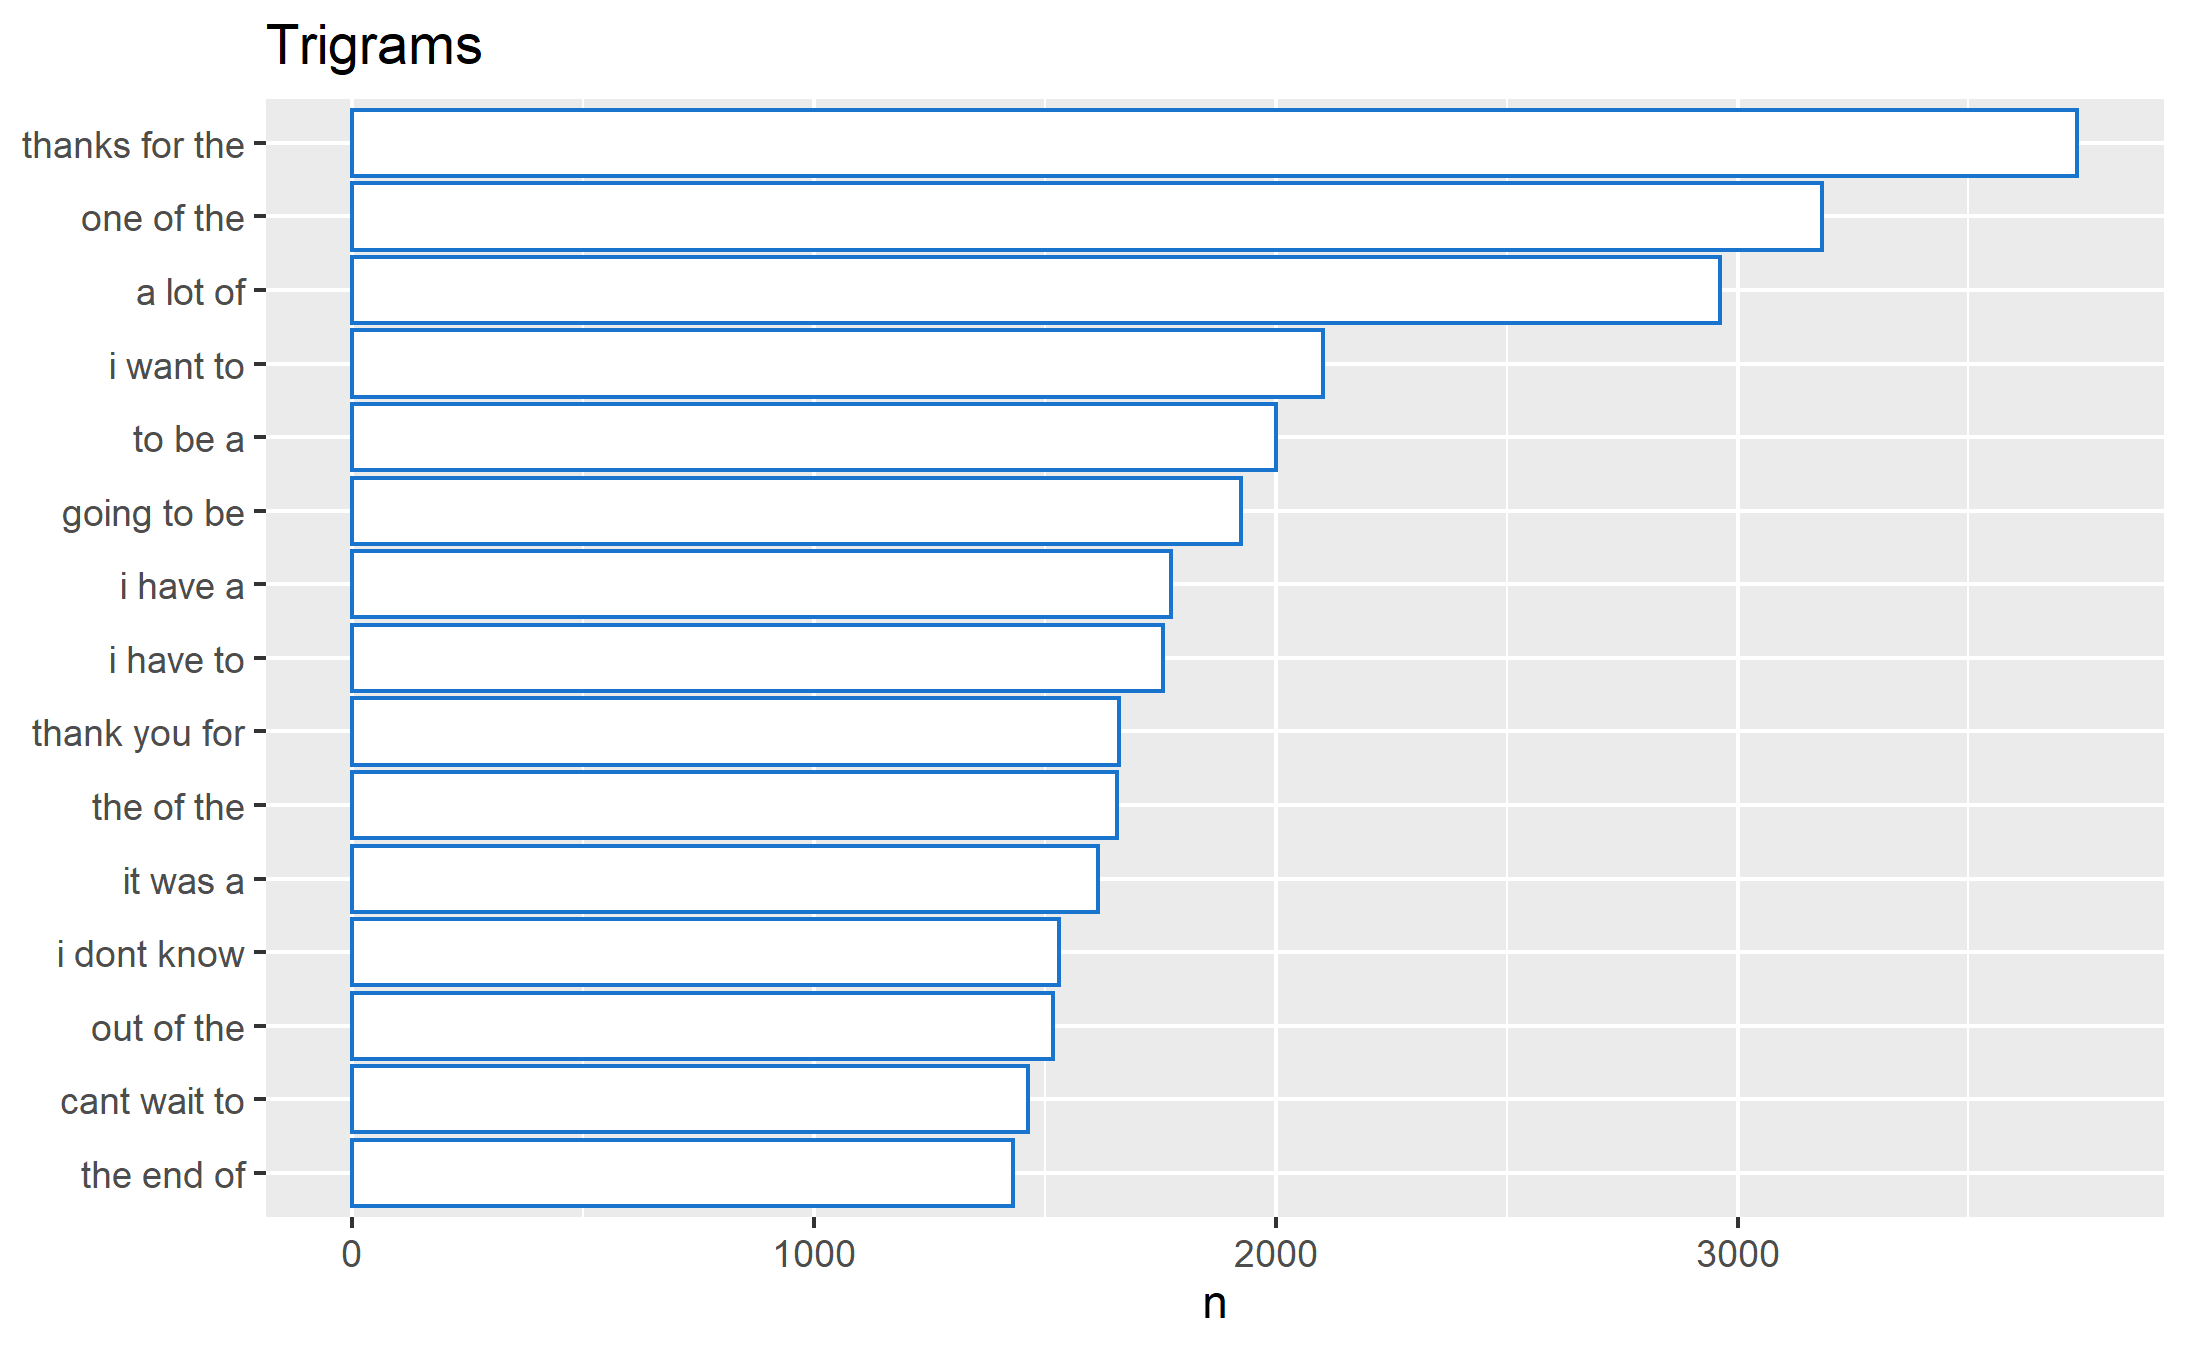 Trigrams
thanks for the
one of the
a lot of
i want to
to be a
going to be
i have a
i have to
thank you for
the of the
it was a
i dont know
out of the
cant wait to
the end of
0 1000 2000 3000
n